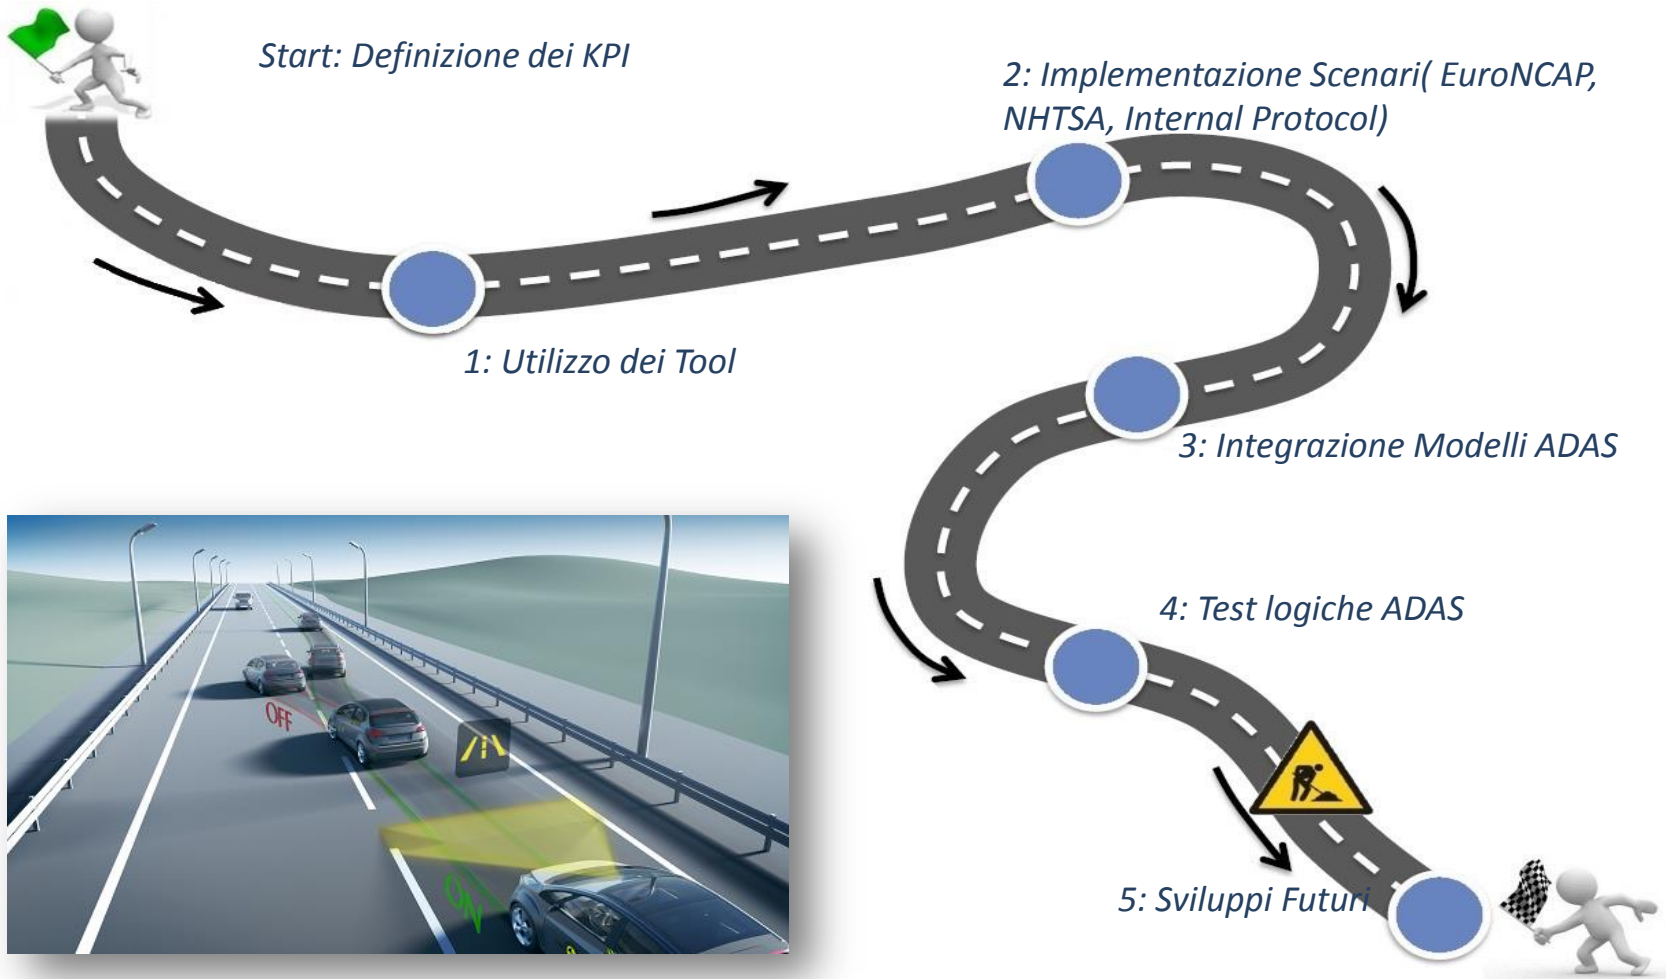 Start: Definizione dei KPI
2: Implementazione Scenari( EuroNCAP,
NHTSA, Internal Protocol)
1: Utilizzo dei Tool
3: Integrazione Modelli ADAS
4: Test logiche ADAS
OFF
ON
5: Sviluppi Futuri